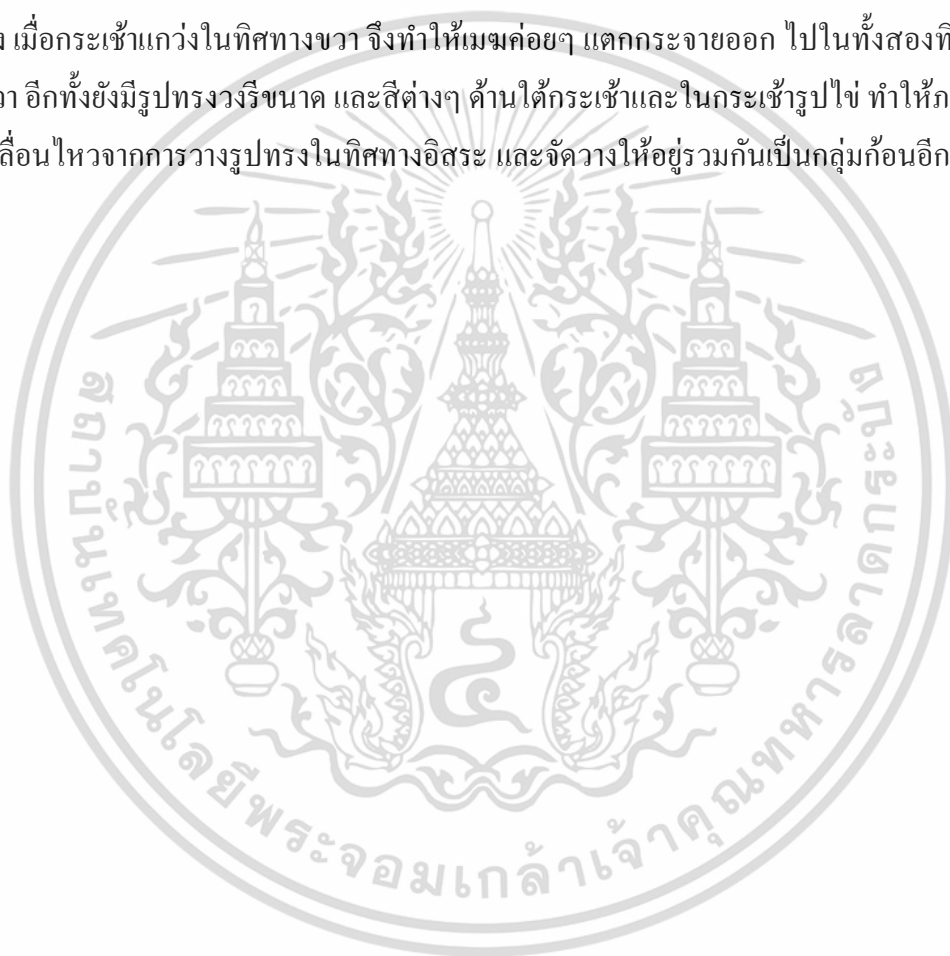 เมื่อกระเช้าแกว่งในทิศทางขวา จึงทำให้เมฆค่อยๆ แตกกระจายออก ไปในทั้งสองทิ
อีกทั้งยังมีรูปทรงวงรีขนาด และสีต่างๆ ด้านใต้กระเช้าและในกระเช้ารูปไข่ ทำให้ภ
ลื่อนไหวจากการวางรูปทรงในทิศทางอิสระ และจัดวางให้อยู่รวมกันเป็นกลุ่มก้อนอีก
สถาบันเทคโนโลยีพระจอมเกล้าเจ้าคุณทหารลาดกระบัง
๔